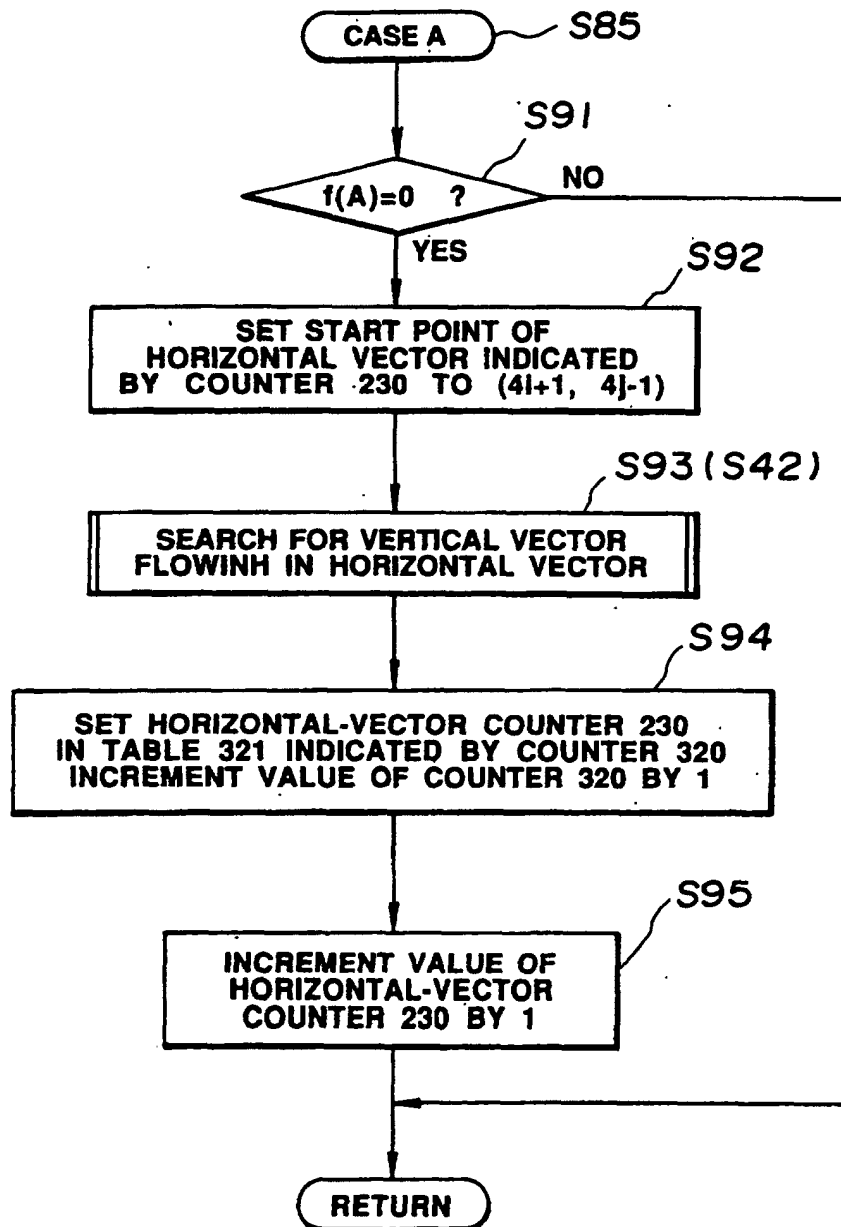 CASE A
S85
S91
f(A)=0 ?
NO
YES
S92
SET START POINT OF
HORIZONTAL VECTOR INDICATED
BY COUNTER 230 TO (4i+1, 4j-1)
S93(S42)
SEARCH FOR VERTICAL VECTOR
FLOWINH IN HORIZONTAL VECTOR
S94
SET HORIZONTAL-VECTOR COUNTER 230
IN TABLE 321 INDICATED BY COUNTER 320
INCREMENT VALUE OF COUNTER 320 BY 1
S95
INCREMENT VALUE OF
HORIZONTAL-VECTOR
COUNTER 230 BY 1
RETURN